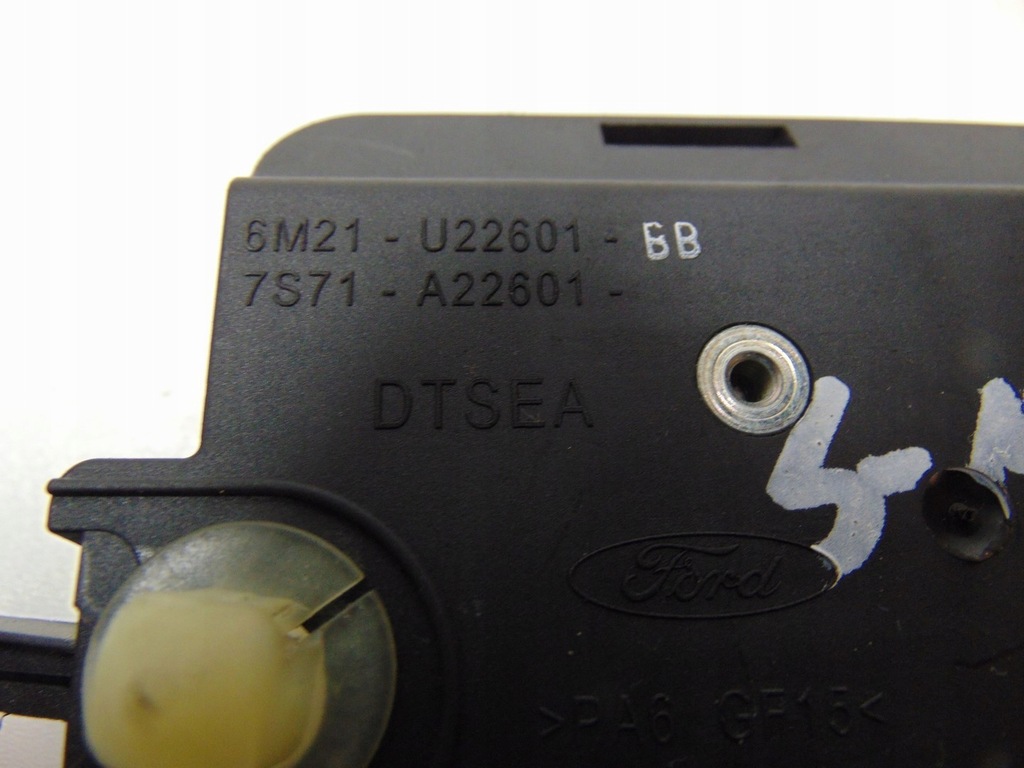 6M21 - U22601 - BB
7S71 - A22601 -
DTSEA
Ford
>PA6 GF15<